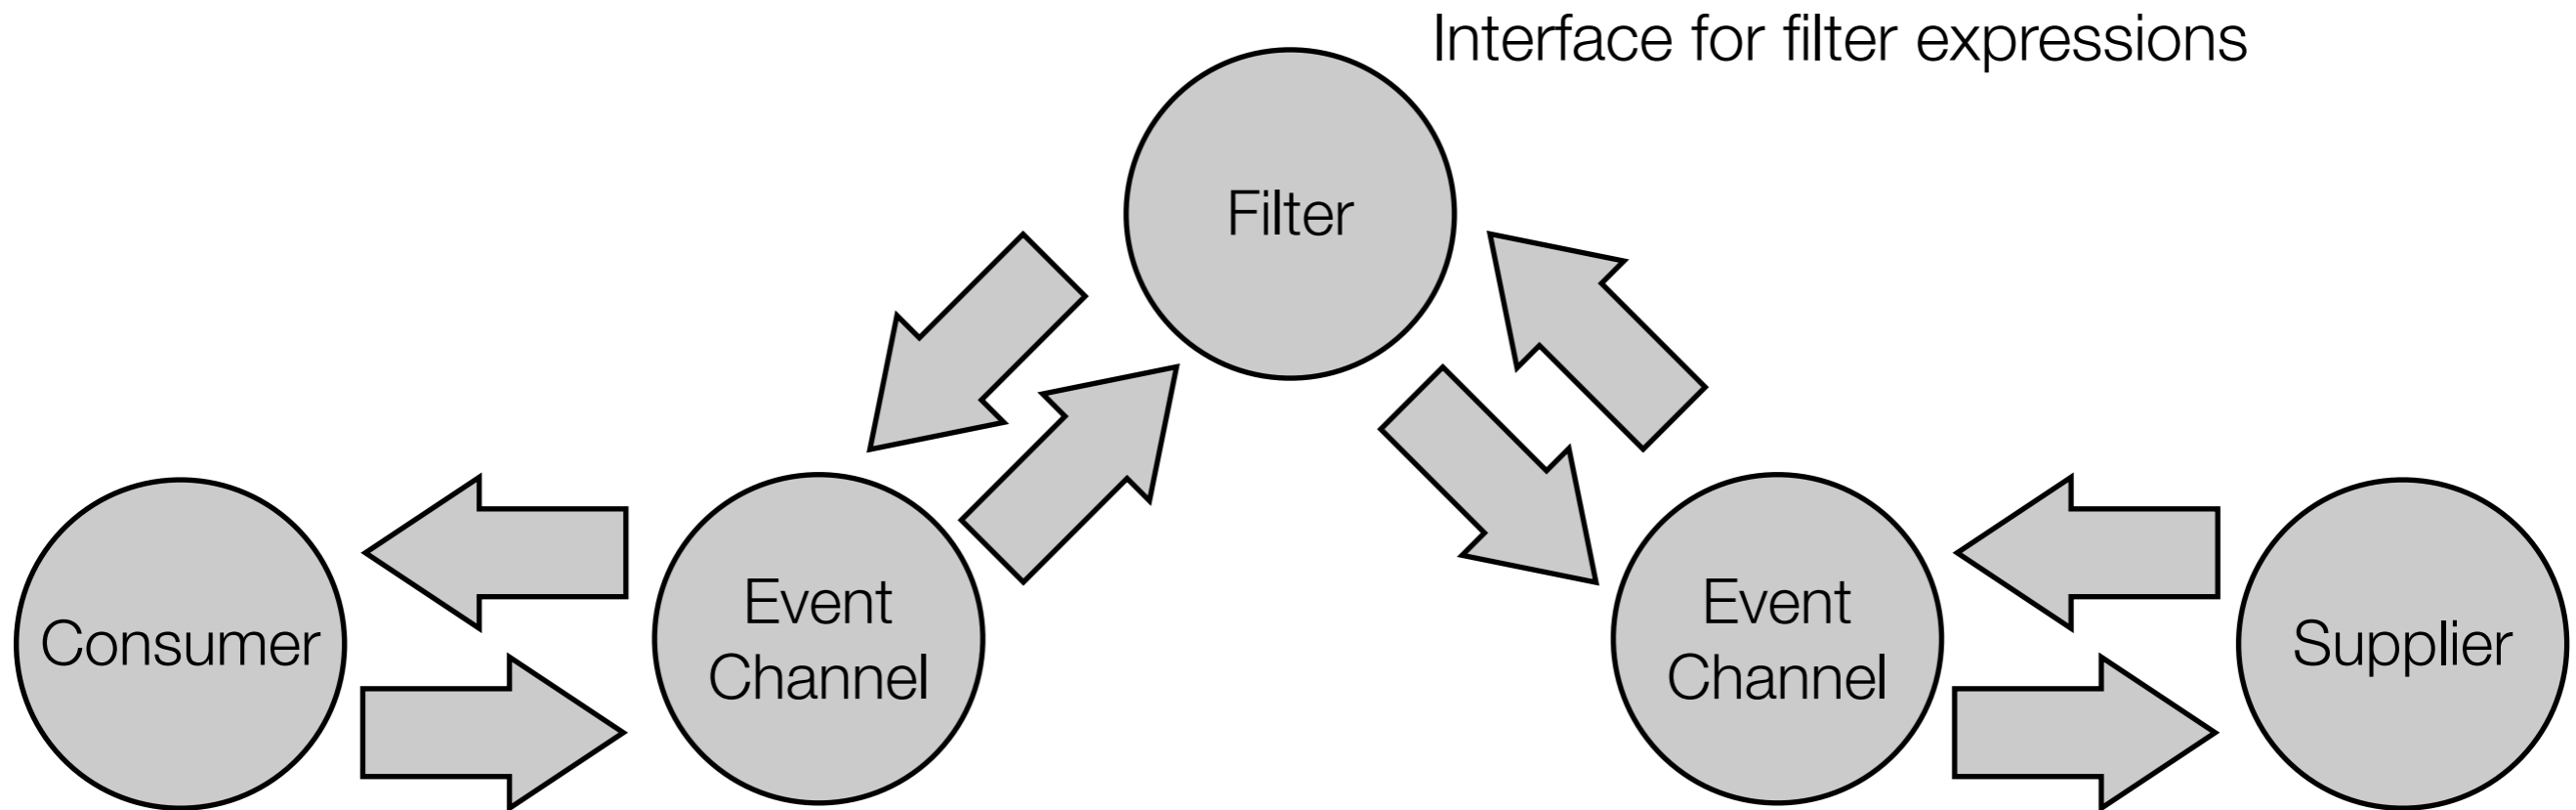 Interface for filter expressions
Filter
Consumer
Event
Channel
Event
Channel
Supplier